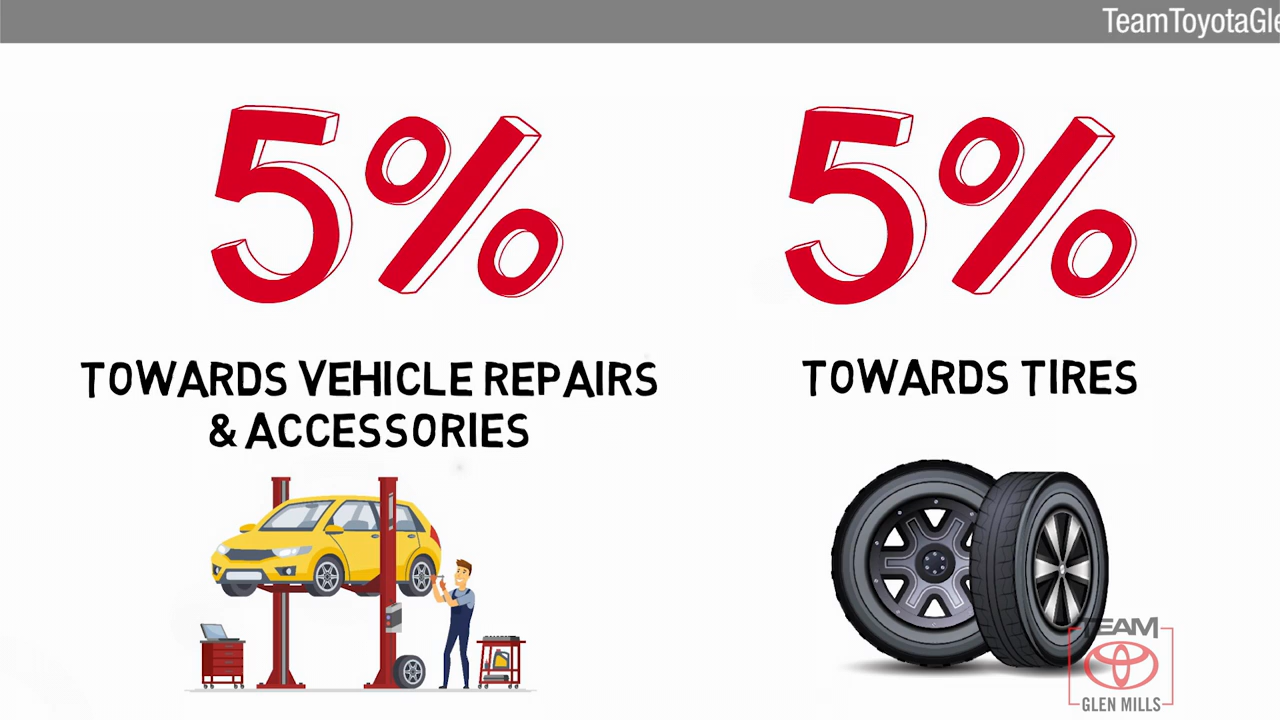 TeamToyotaGle
5% 5%
TOWARDS VEHICLE REPAIRS
& ACCESSORIES
TOWARDS TIRES
TEAM
GLEN MILLS